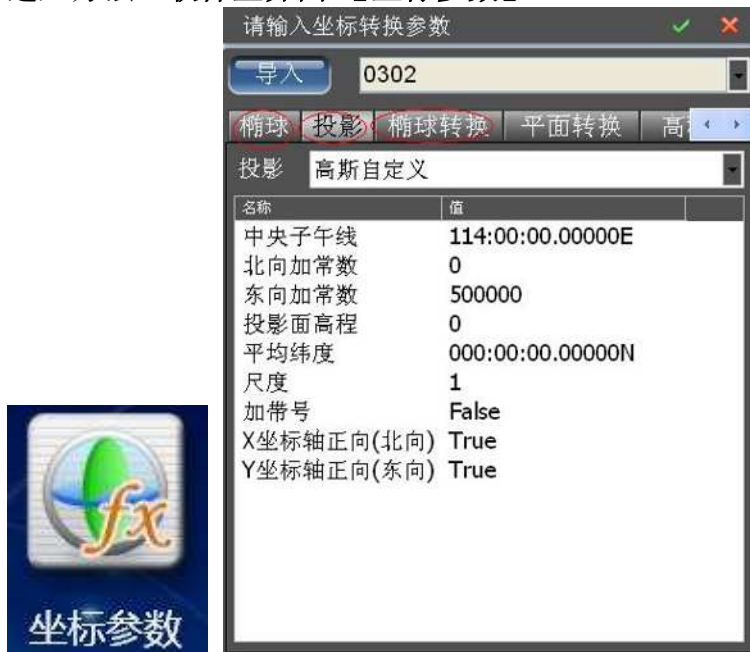 请输入坐标转换参数
导入 0302
椭球 投影 椭球转换 平面转换 高
投影 高斯自定义
名称 值
中央子午线 114:00:00.00000E
北向加常数 0
东向加常数 500000
投影面高程 0
平均纬度 000:00:00.00000N
尺度 1
加带号 False
X坐标轴正向(北向) True
Y坐标轴正向(东向) True
fx
坐标参数